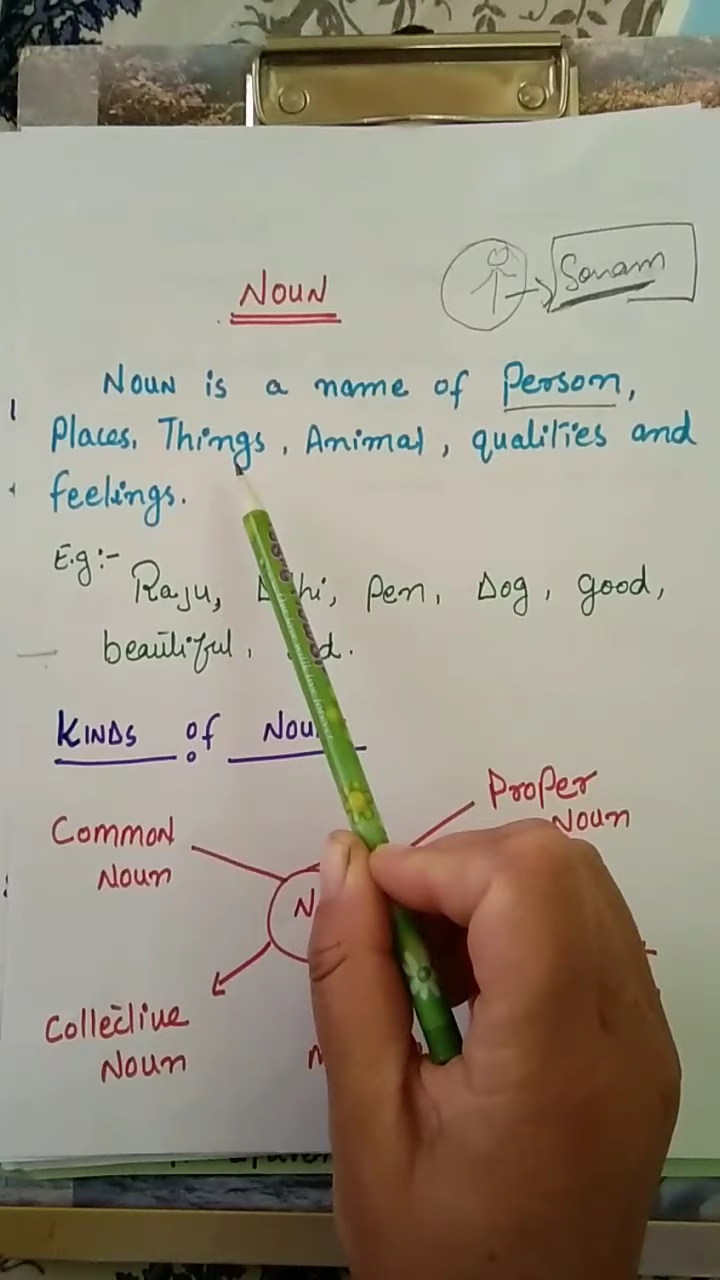 NOUN
Sonam
NOUN is a name of Person,
Places, Things, Animal, qualities and
feelings.
E.g:-
Raju, pen, Dog, good,
beautiful,
KINDS of
Proper
Noun
Common
Noun
Collective
Noun